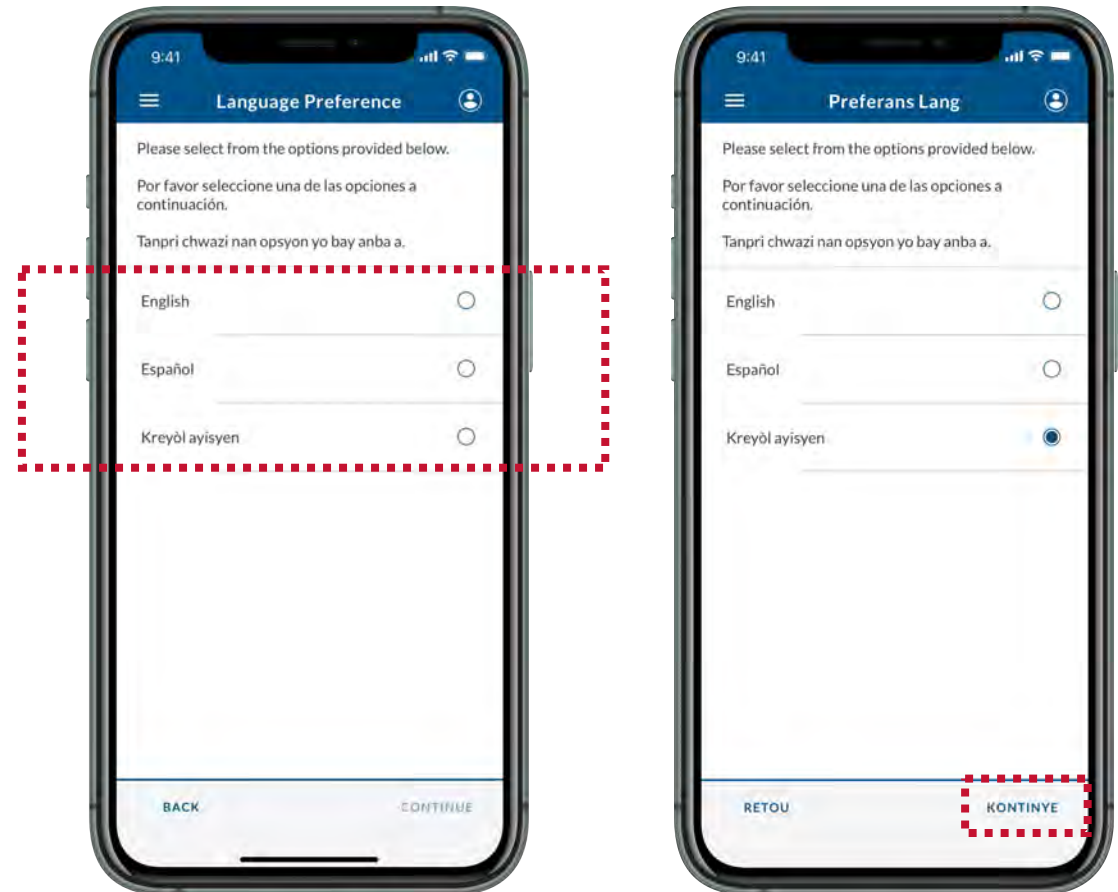 9:41
Language Preference
Please select from the options provided below.
Por favor seleccione una de las opciones a
continuación.
Tanpri chwazi nan opsyon yo bay anba a.
English
Español
Kreyòl ayisyen
BACK
CONTINUE
9:41
Preferans Lang
Please select from the options provided below.
Por favor seleccione una de las opciones a
continuación.
Tanpri chwazi nan opsyon yo bay anba a.
English
Español
Kreyòl ayisyen
RETOU
KONTINYE